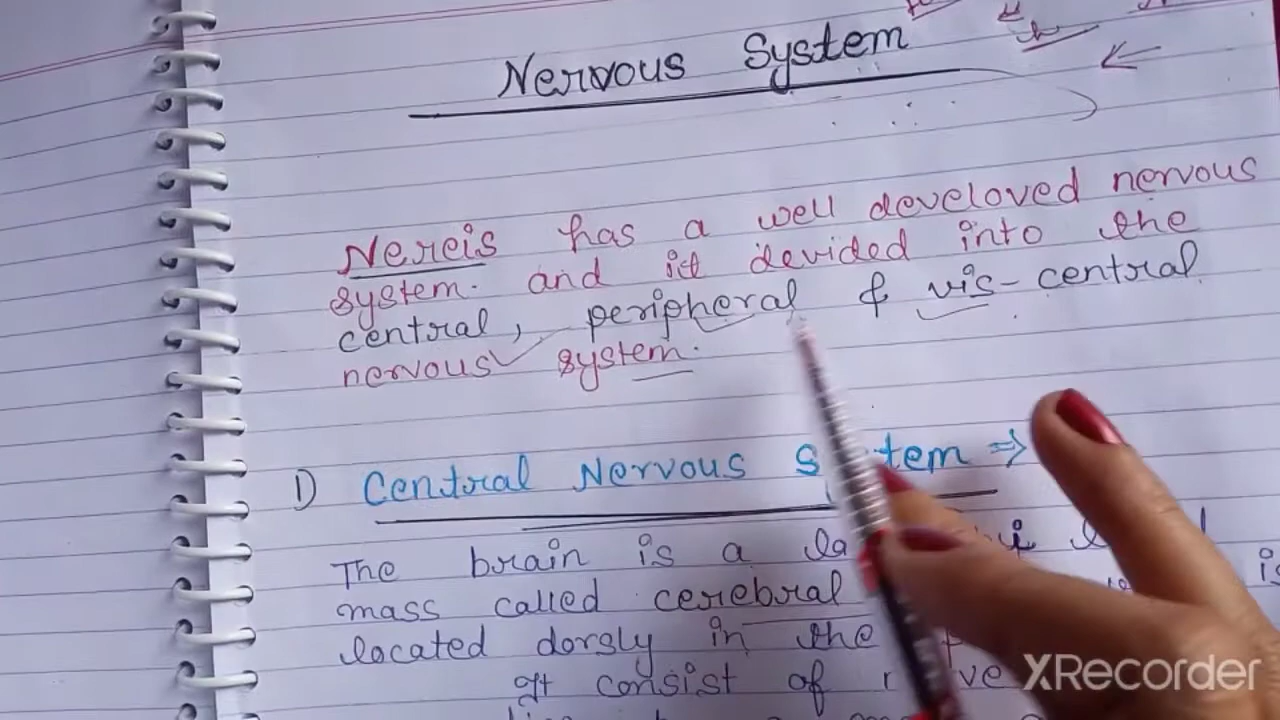 Nervous System
Nereis has a well develoved nervous
system. and it devided into the
central, peripheral & vis-central
nervous system.
1) Central Nervous System ⇒
The brain is a
mass called cerebral
located dorsly in the
It consist of
XRecorder